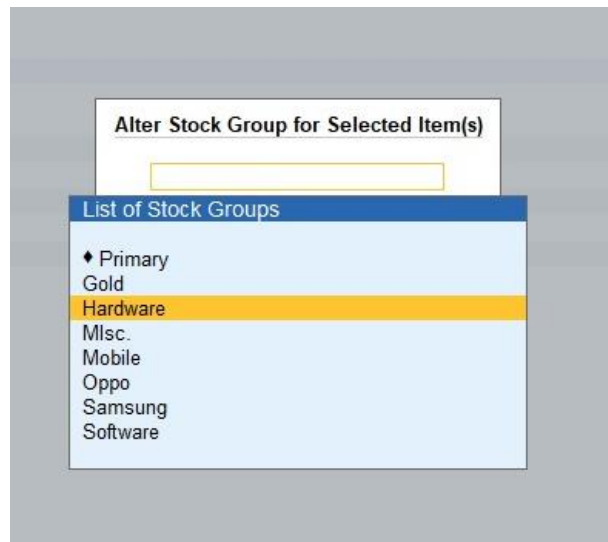 Alter Stock Group for Selected Item(s)
List of Stock Groups
♦ Primary
Gold
Hardware
MIsc.
Mobile
Oppo
Samsung
Software